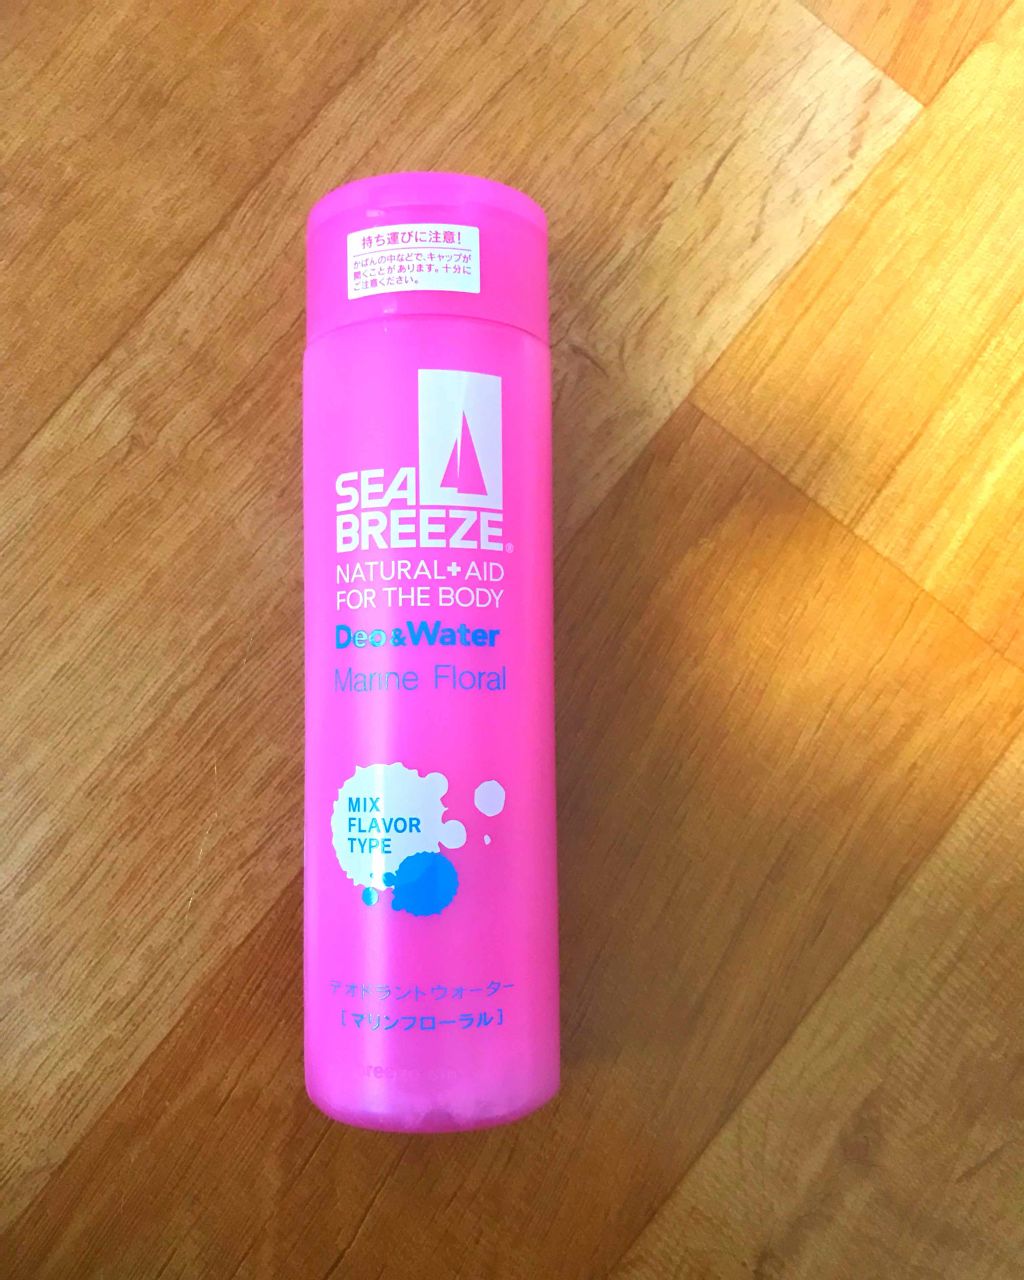 持ち運びに注意!
かばんの中などで、キャップが
開くことがあります。十分に
ご注意ください。
SEA
BREEZE®
NATURAL+AID
FOR THE BODY
Deo&Water
Marine Floral
MIX
FLAVOR
TYPE
デオドラントウォーター
[マリンフローラル]